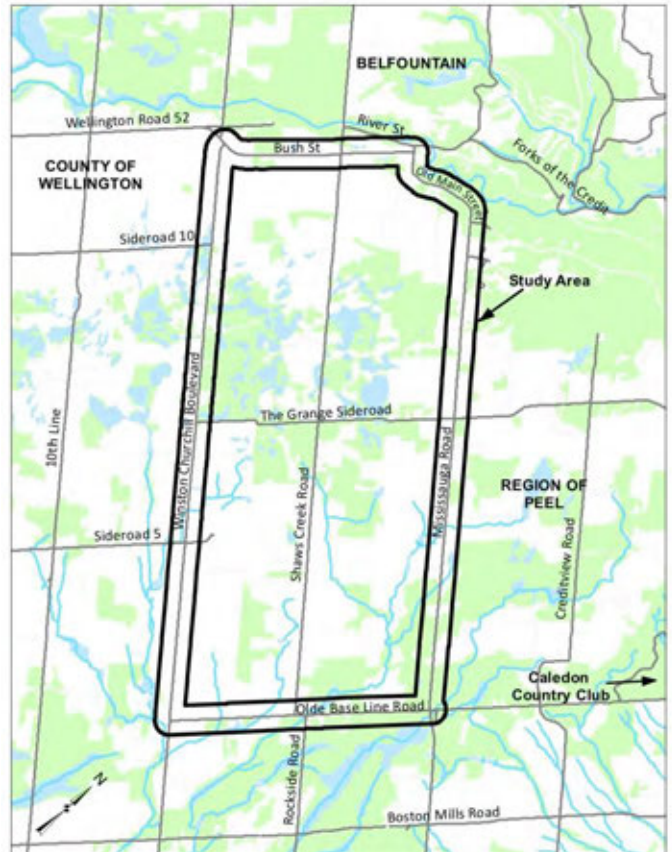 BELFOUNTAIN
Wellington Road 52
River St
Bush St
Forks of the Credit
COUNTY OF
WELLINGTON
Old Main Street
Sideroad 10
Study Area
Winston Churchill Boulevard
10th Line
The Grange Sideroad
Mississauga Road
Shaws Creek Road
REGION OF
PEEL
Sideroad 5
Creditview Road
Caledon
Country Club
Olde Base Line Road
Rockside Road
N
Boston Mills Road